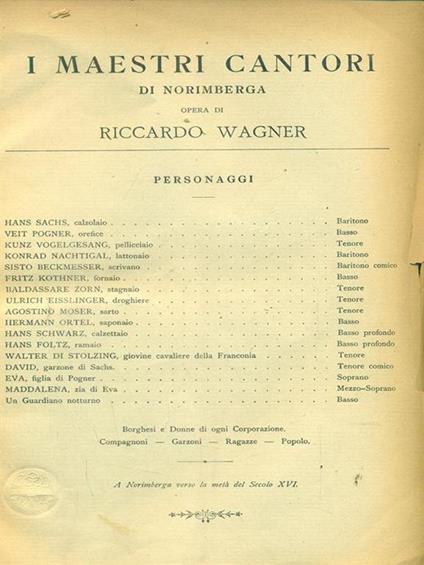 I MAESTRI CANTORI
DI NORIMBERGA
OPERA DI
RICCARDO WAGNER
PERSONAGGI
HANS SACHS, calzolaio . . . . . . . . . . Baritono
VEIT POGNER, orefice . . . . . . . . . . Basso
KUNZ VOGELGESANG, pellicciaio . . . . . . . . . . Tenore
KONRAD NACHTIGAL, lattonaio . . . . . . . . . . Baritono
SISTO BECKMESSER, scrivano . . . . . . . . . . Baritono comico
FRITZ KOTHNER, fornaio . . . . . . . . . . Basso
BALDASSARE ZORN, stagnaio . . . . . . . . . . Tenore
ULRICH EISSLINGER, droghiere . . . . . . . . . . Tenore
AGOSTINO MOSER, sarto . . . . . . . . . . Tenore
HERMANN ORTEL, saponaio . . . . . . . . . . Basso
HANS SCHWARZ, calzettaio . . . . . . . . . . Basso profondo
HANS FOLTZ, ramaio . . . . . . . . . . Basso profondo
WALTER DI STOLZING, giovine cavaliere della Franconia . . . . . . Tenore
DAVID, garzone di Sachs. . . . . . . . . . . Tenore comico
EVA, figlia di Pogner . . . . . . . . . . Soprano
MADDALENA, zia di Eva . . . . . . . . . . Mezzo-Soprano
Un Guardiano notturno . . . . . . . . . . Basso
Borghesi e Donne di ogni Corporazione.
Compagnoni — Garzoni — Ragazze — Popolo.
A Norimberga verso la metà del Secolo XVI.